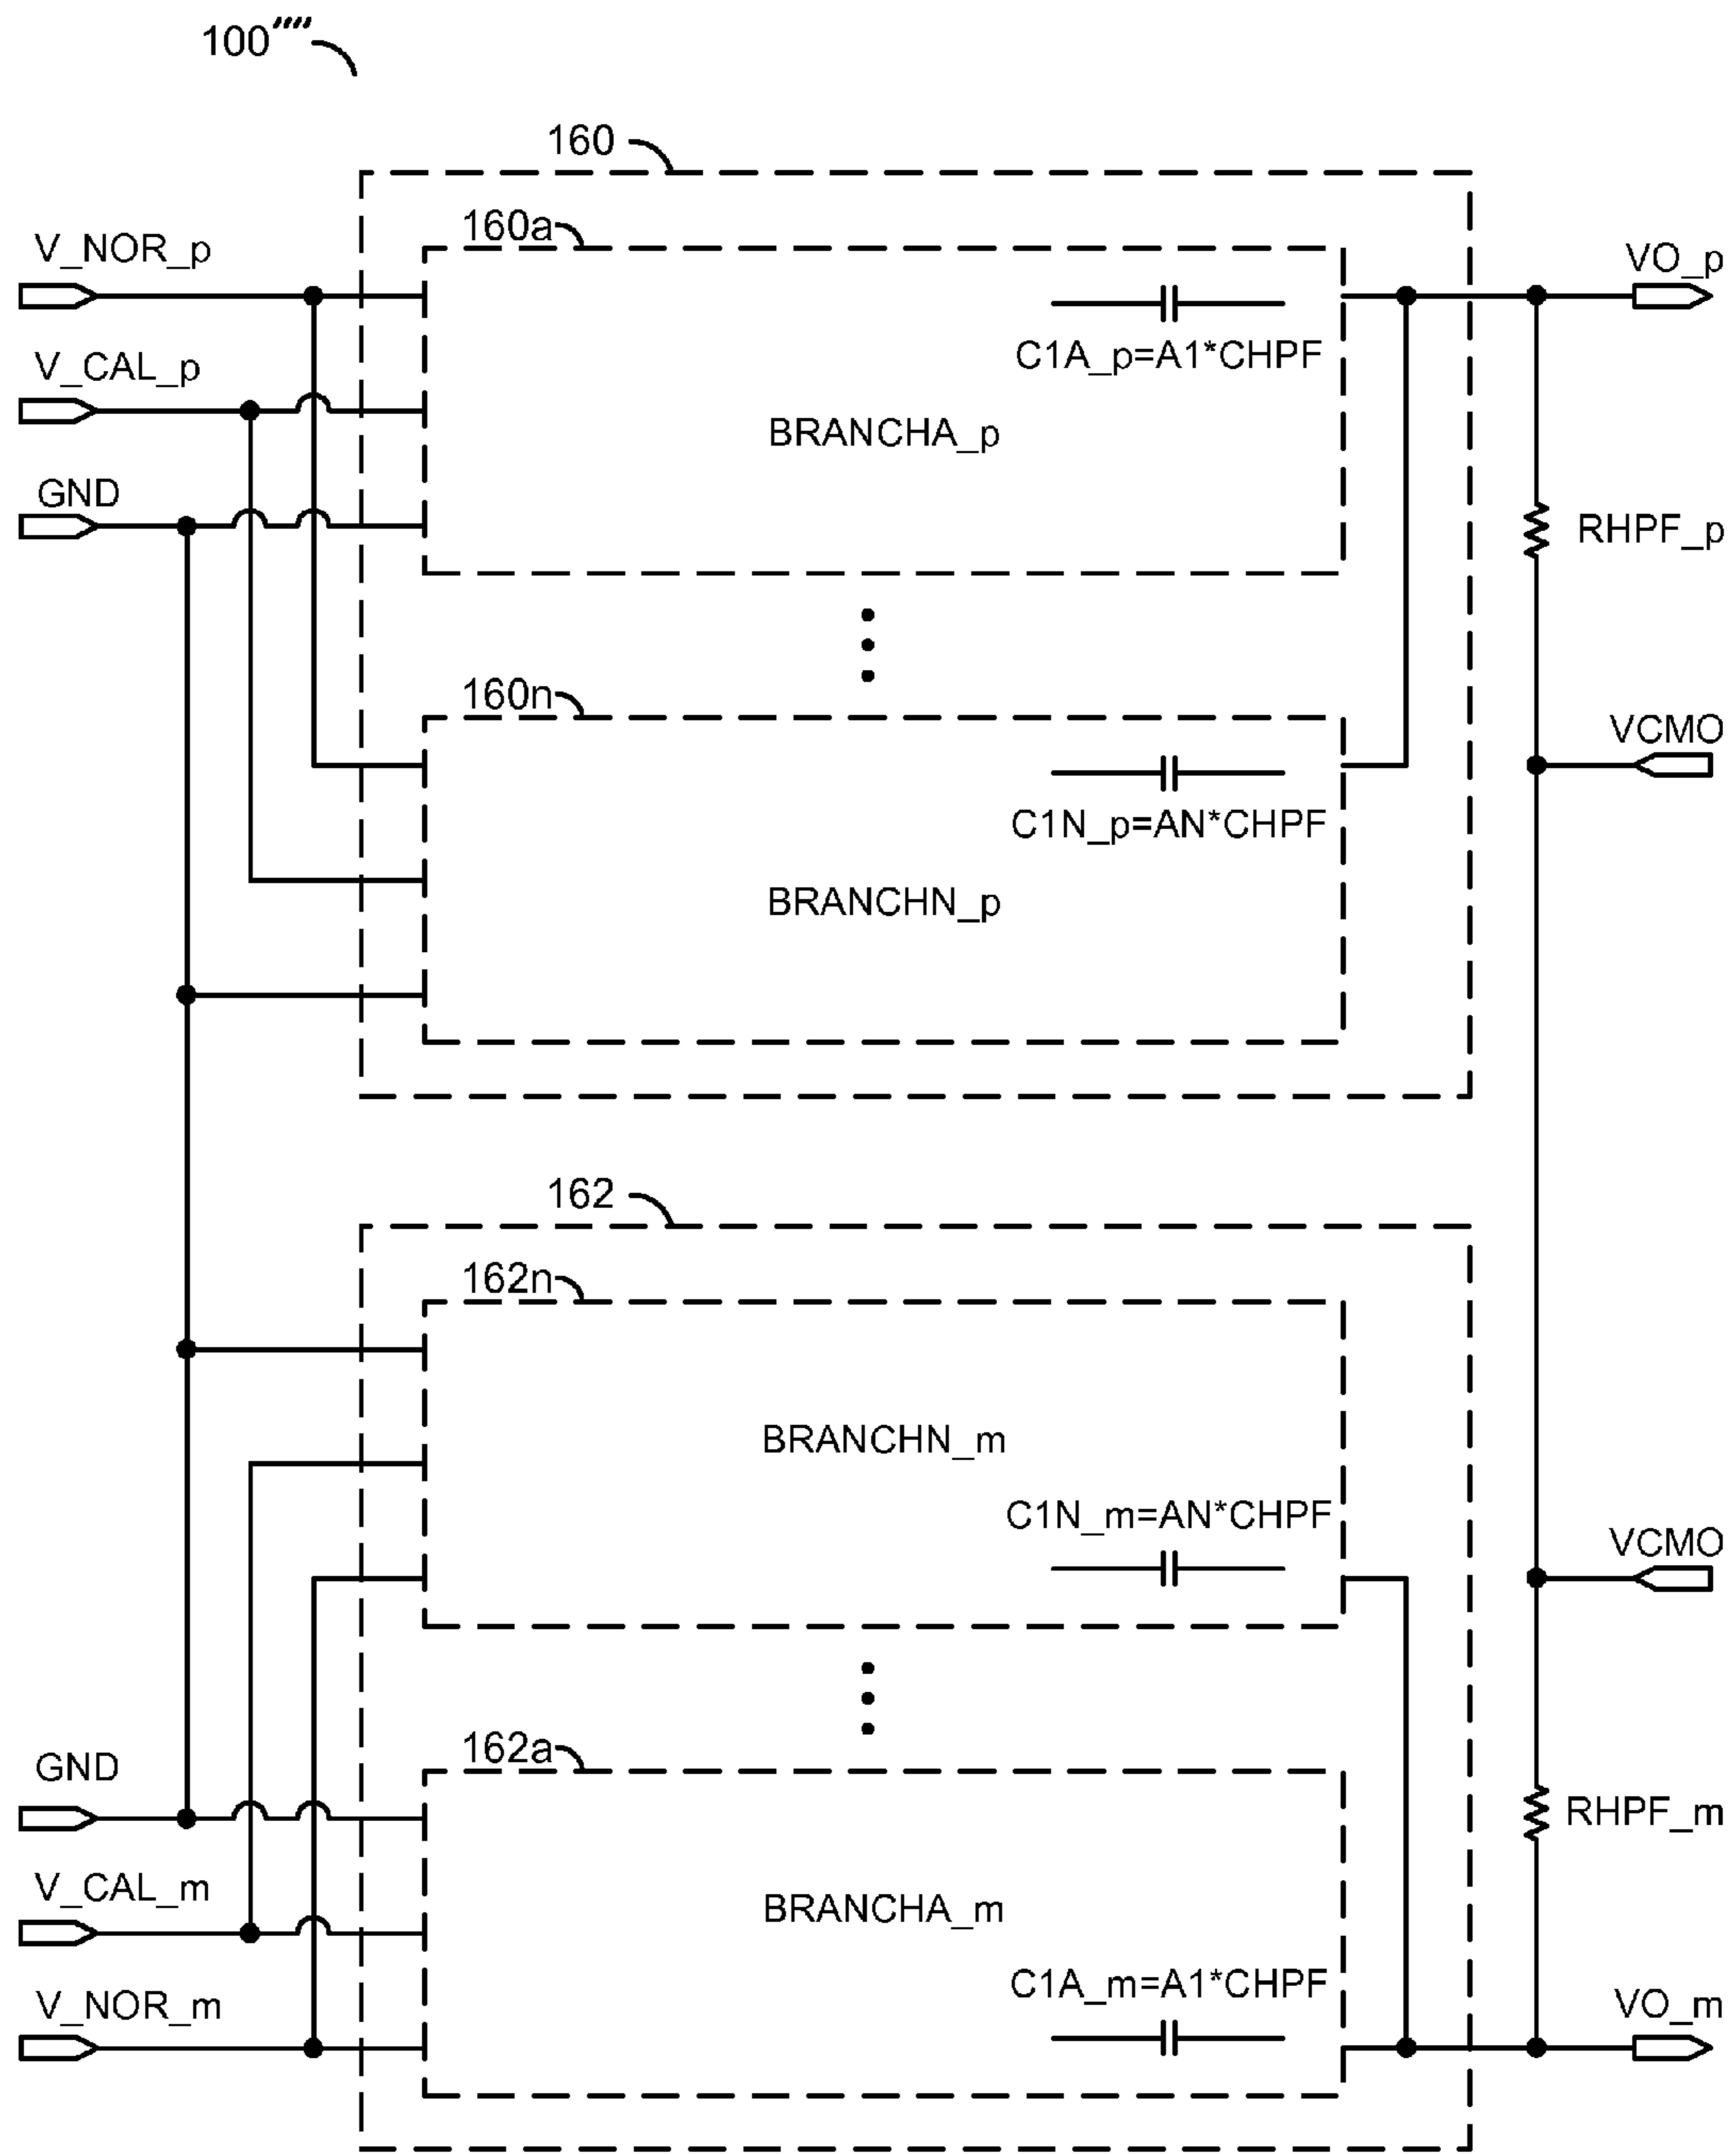 100''''
160
160a
V_NOR_p
VO_p
C1A_p=A1*CHPF
V_CAL_p
BRANCHA_p
GND
RHPF_p
160n
VCMO
C1N_p=AN*CHPF
BRANCHN_p
162
162n
BRANCHN_m
C1N_m=AN*CHPF
VCMO
162a
GND
RHPF_m
V_CAL_m
BRANCHA_m
C1A_m=A1*CHPF
V_NOR_m
VO_m